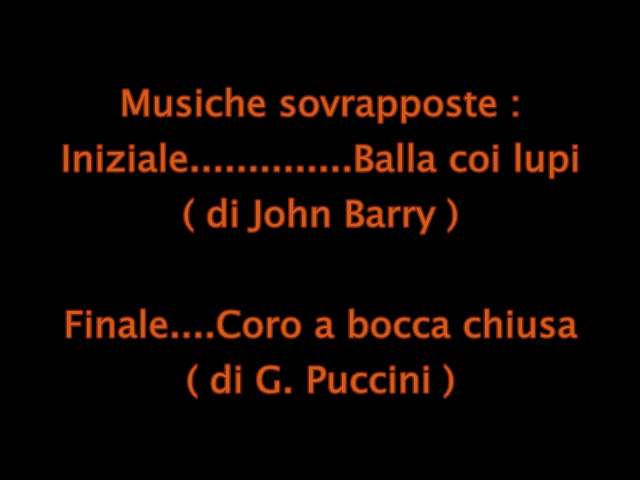 Musiche sovrapposte :
Iniziale..............Balla coi lupi
( di John Barry )
Finale....Coro a bocca chiusa
( di G. Puccini )